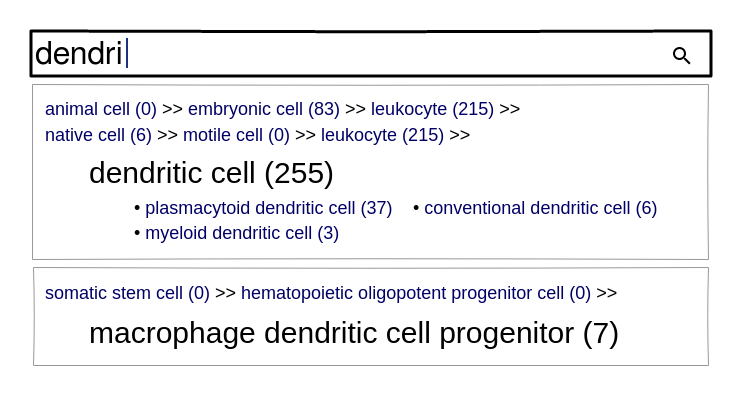 dendri
animal cell (0) >> embryonic cell (83) >> leukocyte (215) >>
native cell (6) >> motile cell (0) >> leukocyte (215) >>
dendritic cell (255)
• plasmacytoid dendritic cell (37) • conventional dendritic cell (6)
• myeloid dendritic cell (3)
somatic stem cell (0) >> hematopoietic oligopotent progenitor cell (0) >>
macrophage dendritic cell progenitor (7)